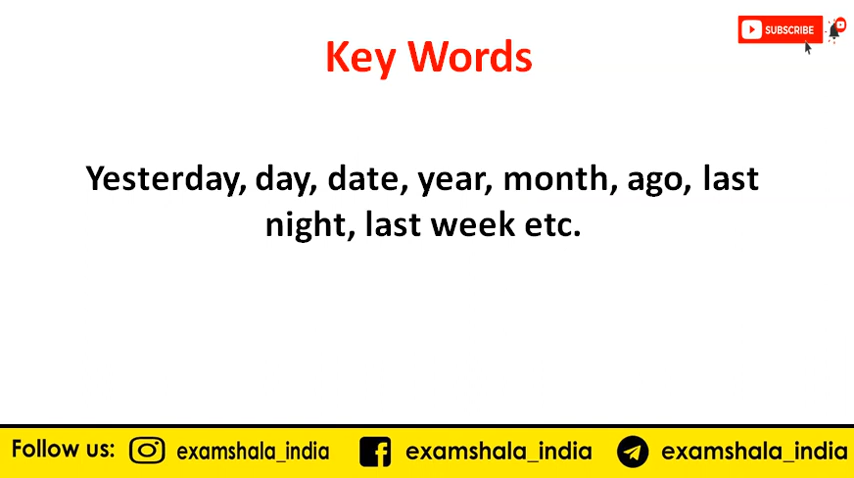 SUBSCRIBE
Key Words
Yesterday, day, date, year, month, ago, last
night, last week etc.
Follow us: examshala_india examshala_india examshala_india